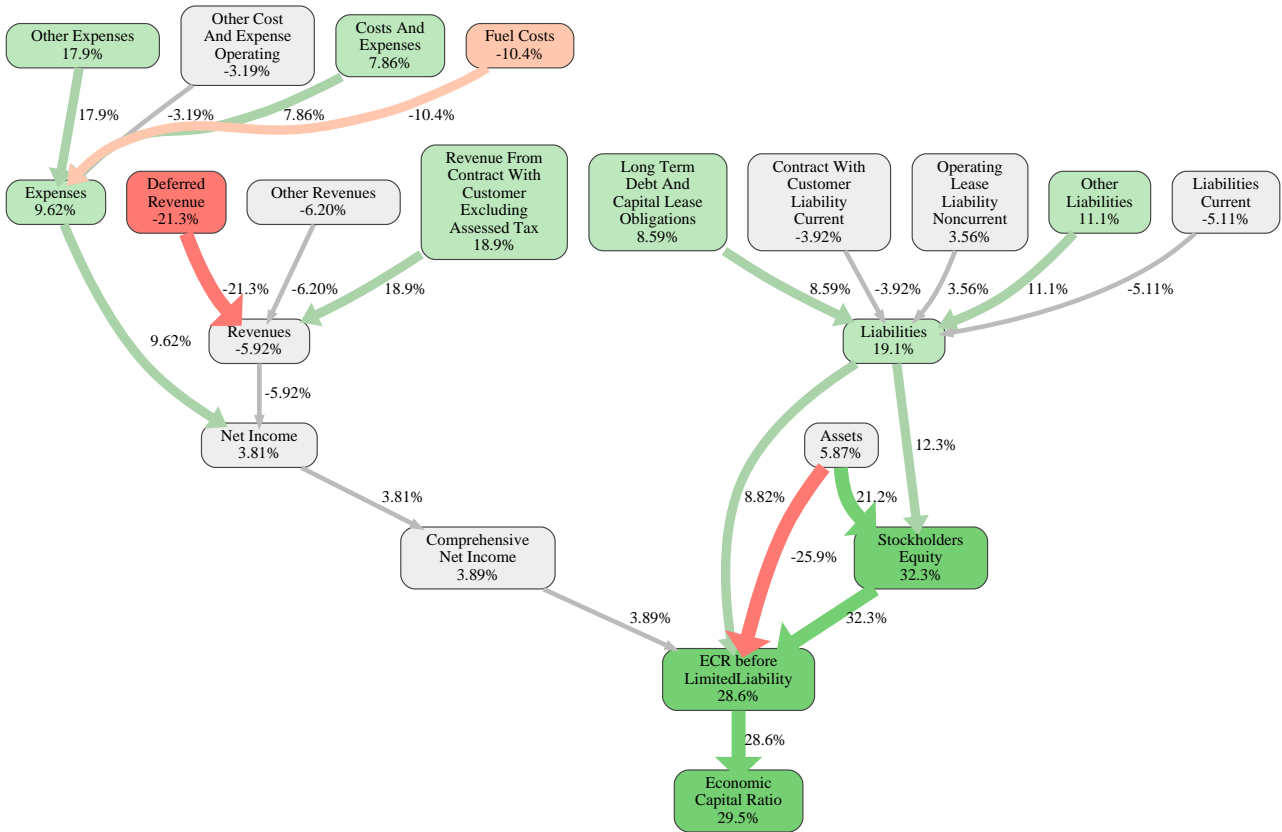 Other Expenses
17.9%
Other Cost
And Expense
Operating
-3.19%
Costs And
Expenses
7.86%
Fuel Costs
-10.4%
17.9%
-3.19%
7.86%
-10.4%
Expenses
9.62%
Deferred
Revenue
-21.3%
Other Revenues
-6.20%
Revenue From
Contract With
Customer
Excluding
Assessed Tax
18.9%
Long Term
Debt And
Capital Lease
Obligations
8.59%
Contract With
Customer
Liability
Current
-3.92%
Operating
Lease
Liability
Noncurrent
3.56%
Other
Liabilities
11.1%
Liabilities
Current
-5.11%
-21.3%
-6.20%
18.9%
8.59%
-3.92%
3.56%
11.1%
-5.11%
9.62%
Revenues
-5.92%
Liabilities
19.1%
-5.92%
Net Income
3.81%
Assets
5.87%
12.3%
3.81%
8.82%
21.2%
-25.9%
Comprehensive
Net Income
3.89%
Stockholders
Equity
32.3%
3.89%
32.3%
ECR before
LimitedLiability
28.6%
28.6%
Economic
Capital Ratio
29.5%